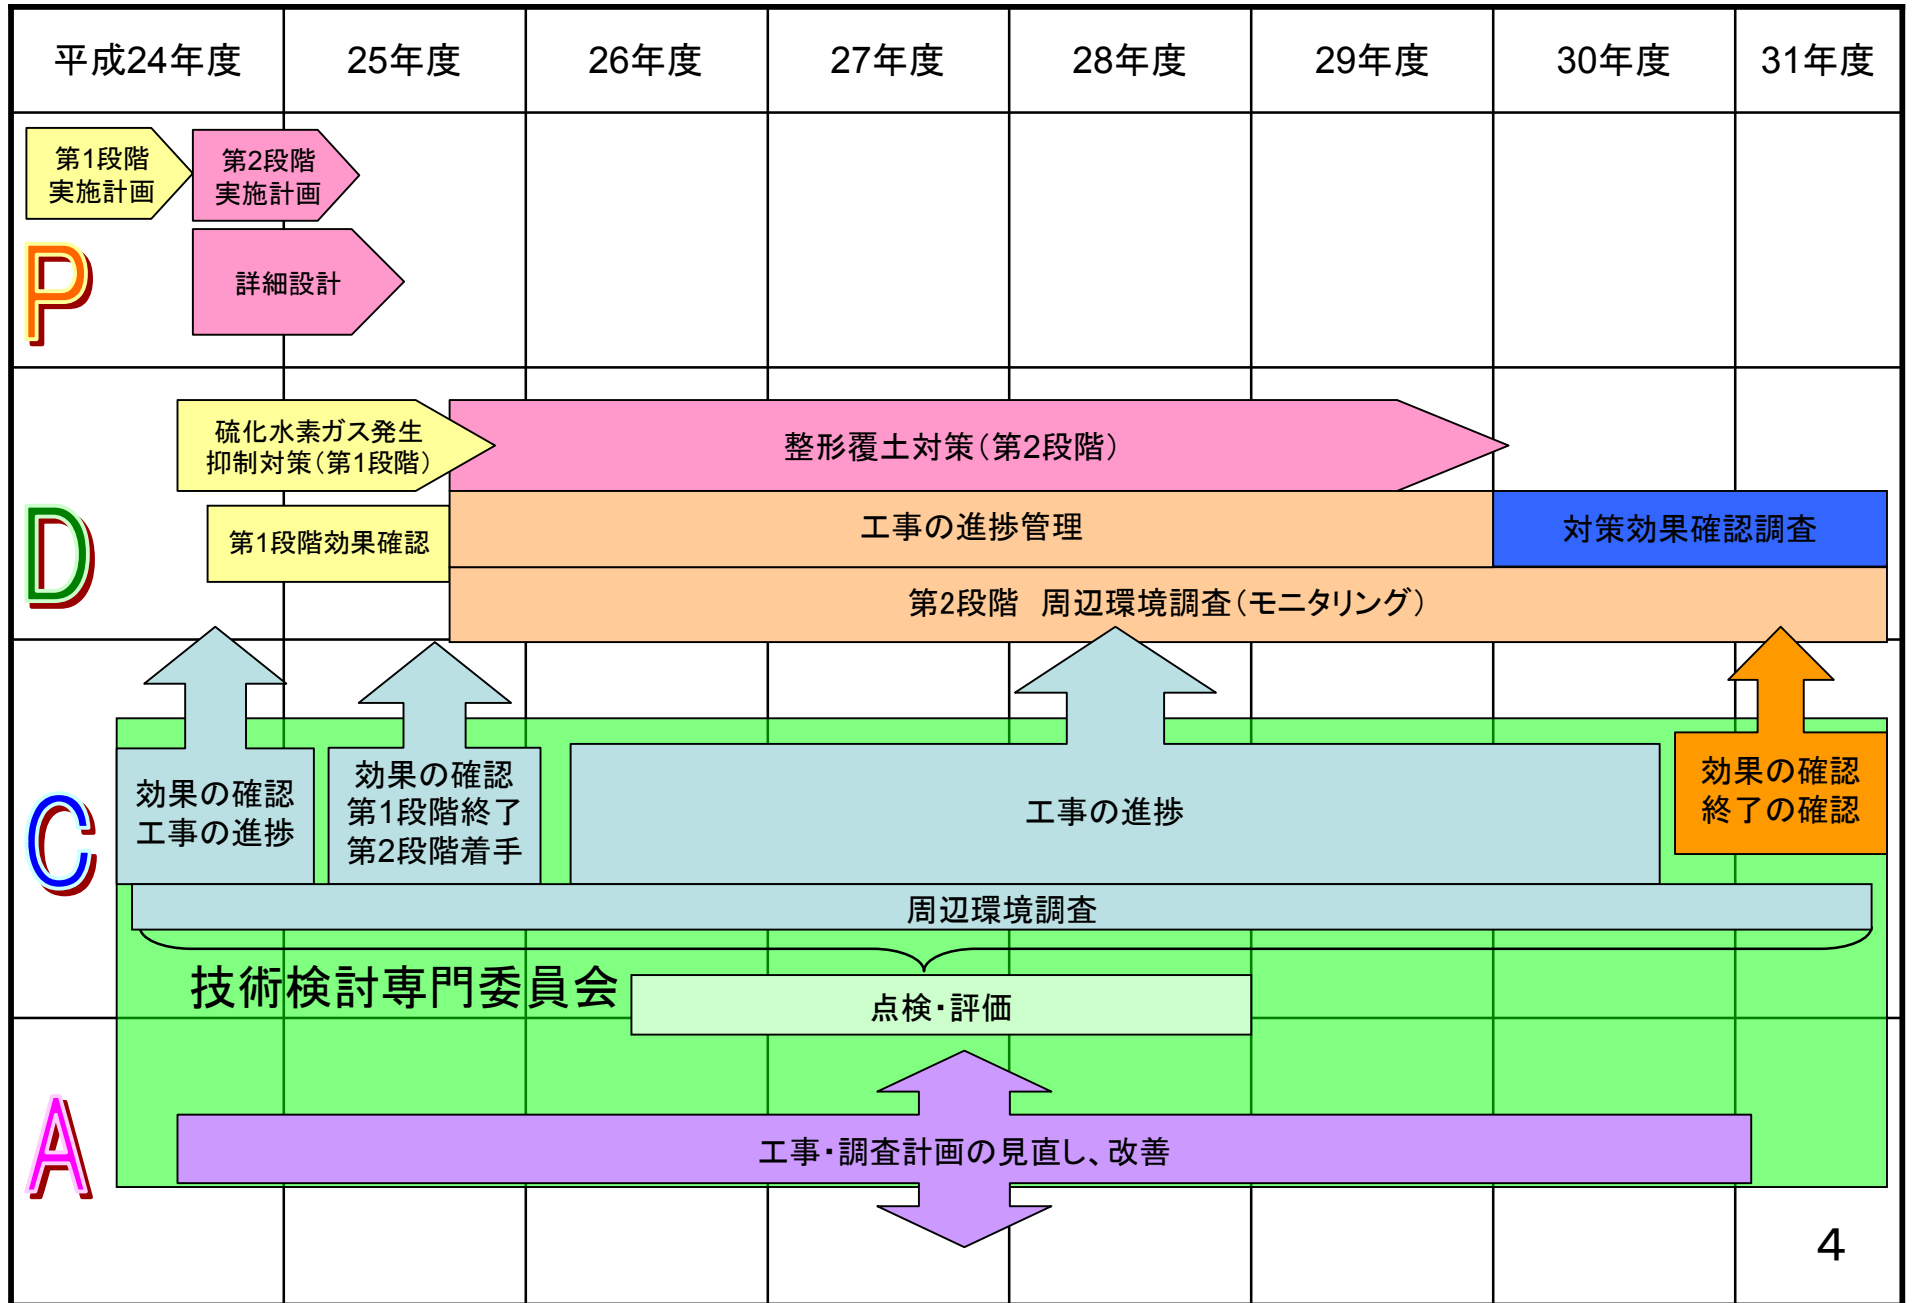 平成24年度
25年度
26年度
27年度
28年度
29年度
30年度
31年度
第1段階
実施計画
第2段階
実施計画
詳細設計
P
硫化水素ガス発生
抑制対策(第1段階)
整形覆土対策(第2段階)
第1段階効果確認
工事の進捗管理
対策効果確認調査
第2段階 周辺環境調査(モニタリング)
D
効果の確認
工事の進捗
効果の確認
第1段階終了
第2段階着手
工事の進捗
効果の確認
終了の確認
C
周辺環境調査
技術検討専門委員会
点検・評価
A
工事・調査計画の見直し、改善
4